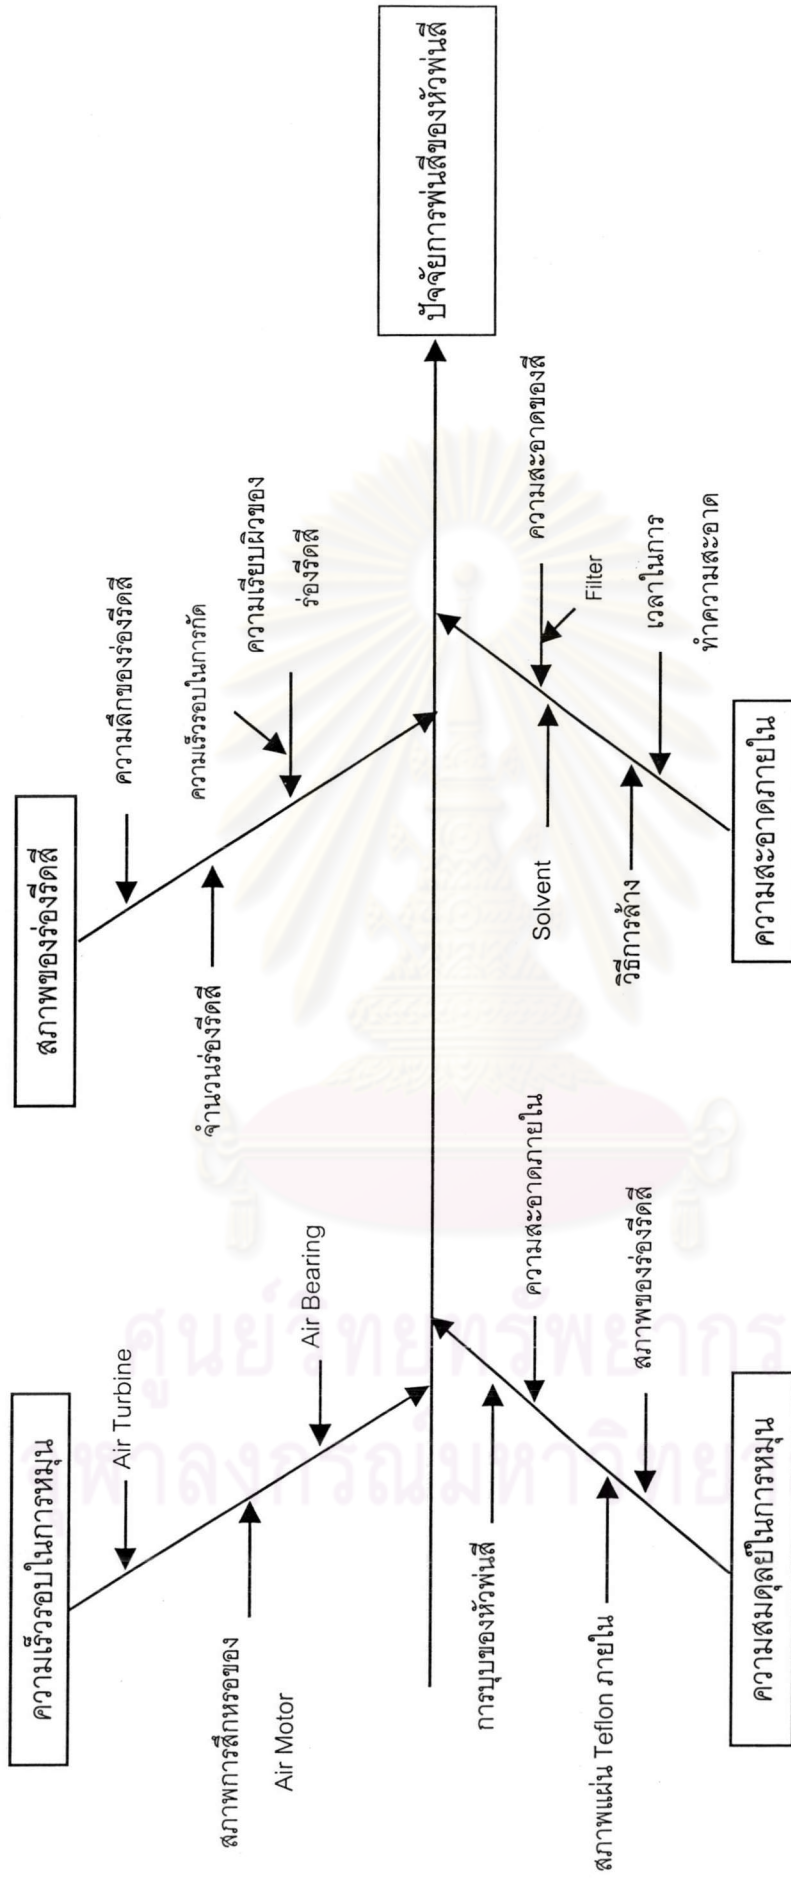 ความเร็วรอบในการหมุน
Air Turbine
สภาพการสึกหรอของ
Air Motor
Air Bearing
สภาพของร่องรีดสี
ความลึกของร่องรีดสี
จำนวนร่องรีดสี
ความเร็วรอบในการกัด
ความเรียบผิวของ
ร่องรีดสี
ปัจจัยการพ่นสีของหัวพ่นสี
การบุบของหัวพ่นสี
ความสะอาดภายใน
สภาพแผ่น Teflon ภายใน
สภาพของร่องรีดสี
ความสมดุลย์ในการหมุน
ความสะอาดของสี
Filter
Solvent
เวลาในการ
ทำความสะอาด
วิธีการล้าง
ความสะอาดภายใน
ศูนย์วิทยทรัพยากร